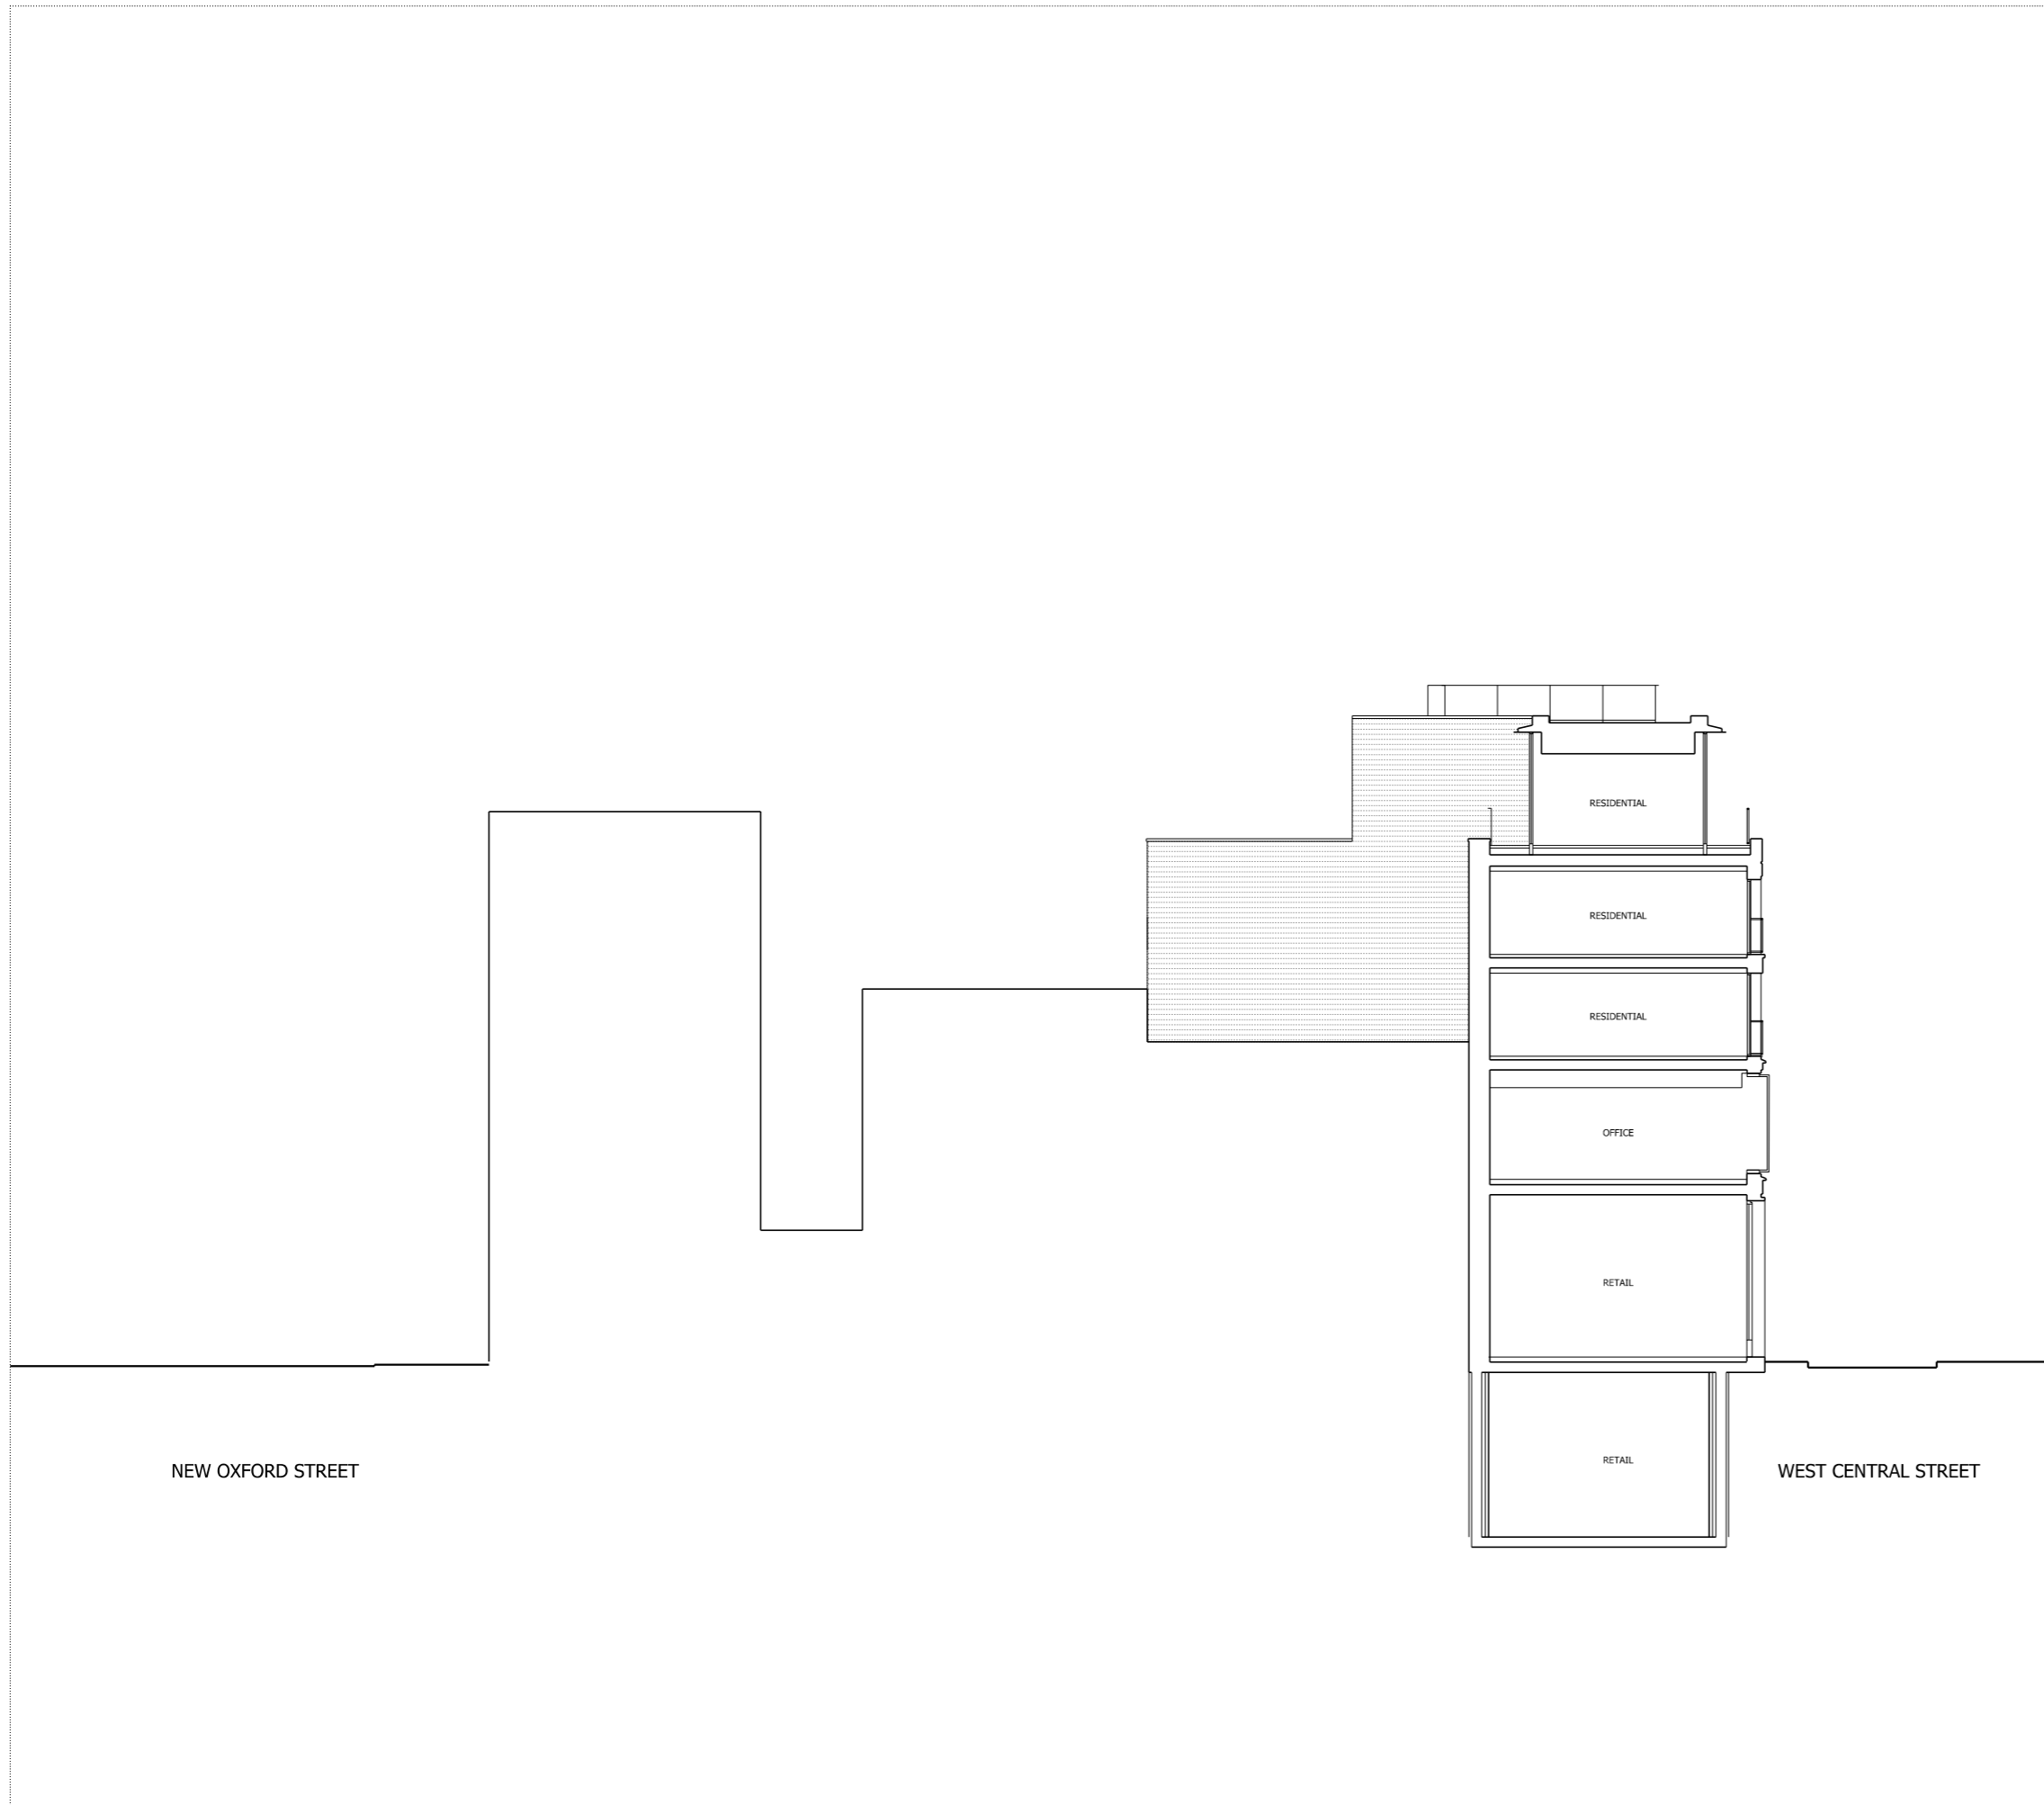 RESIDENTIAL
RESIDENTIAL
RESIDENTIAL
OFFICE
RETAIL
RETAIL
NEW OXFORD STREET
WEST CENTRAL STREET